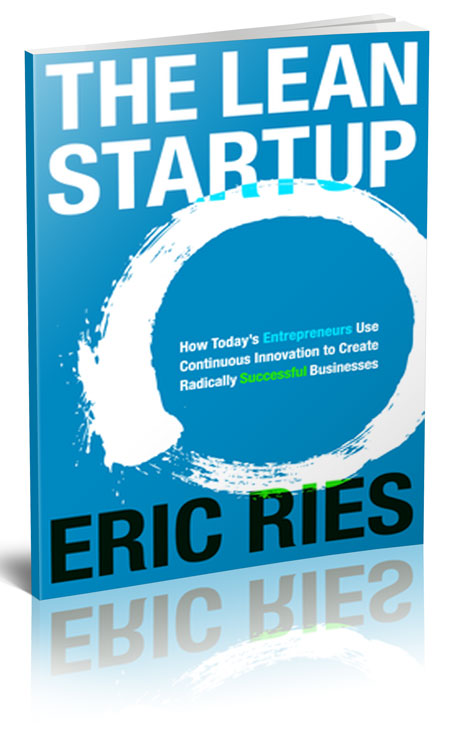 THE LEAN
STARTUP
How Today's Entrepreneurs Use
Continuous Innovation to Create
Radically Successful Businesses
ERIC RIES